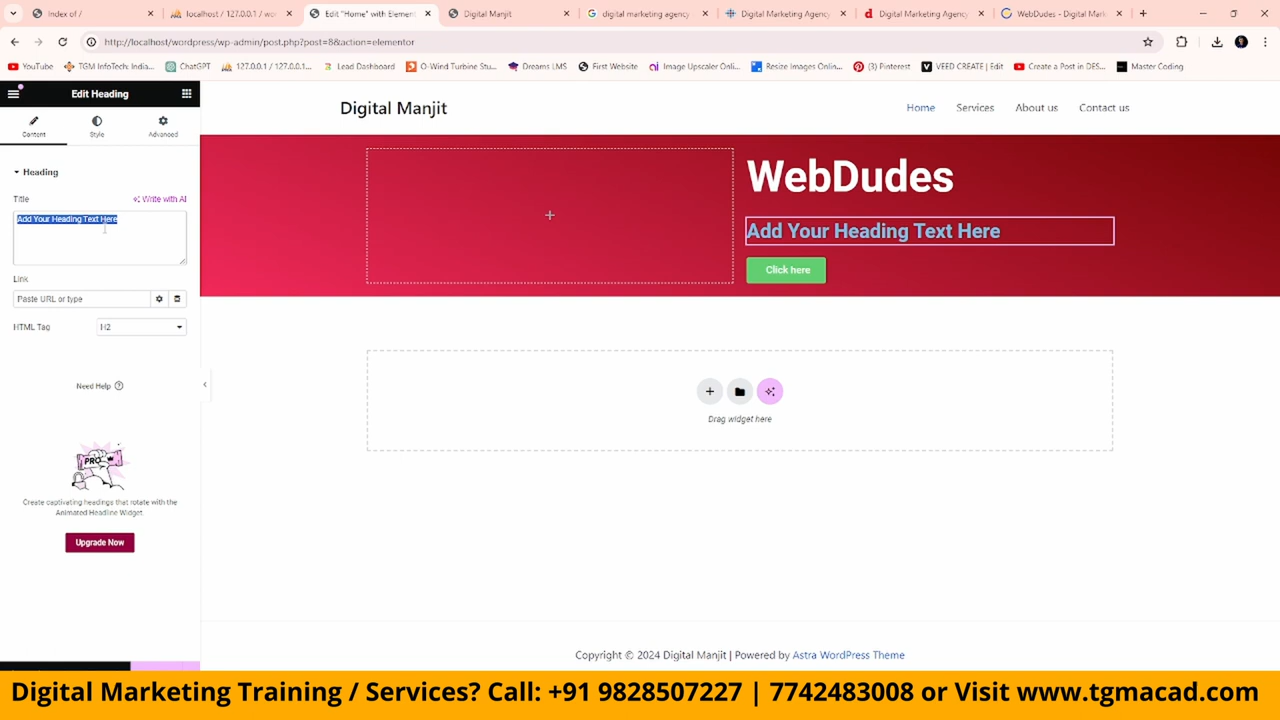 Index of /
localhost / 127.0.0.1 / wor
Edit "Home" with Element
Digital Manjit
digital marketing agency
Digital Marketing Agency
Digital Marketing Agency
WebDudes - Digital Mark
http://localhost/wordpress/wp-admin/post.php?post=8&action=elementor
YouTube
TGM InfoTech: India...
ChatGPT
127.0.0.1 / 127.0.0.1...
Lead Dashboard
O-Wind Turbine Stu...
Dreams LMS
First Website
Image Upscaler Onli...
Resize Images Onlin...
(3) Pinterest
VEED CREATE | Edit
Create a Post in DES...
Master Coding
Edit Heading
Digital Manjit
Home
Services
About us
Contact us
Content
Style
Advanced
Heading
Title
Write with AI
Add Your Heading Text Here
WebDudes
Add Your Heading Text Here
Click here
Link
Paste URL or type
HTML Tag
H2
Need Help
Drag widget here
PRO
Create captivating headings that rotate with the
Animated Headline Widget.
Upgrade Now
Copyright © 2024 Digital Manjit | Powered by Astra WordPress Theme
Digital Marketing Training / Services? Call: +91 9828507227 | 7742483008 or Visit www.tgmacad.com